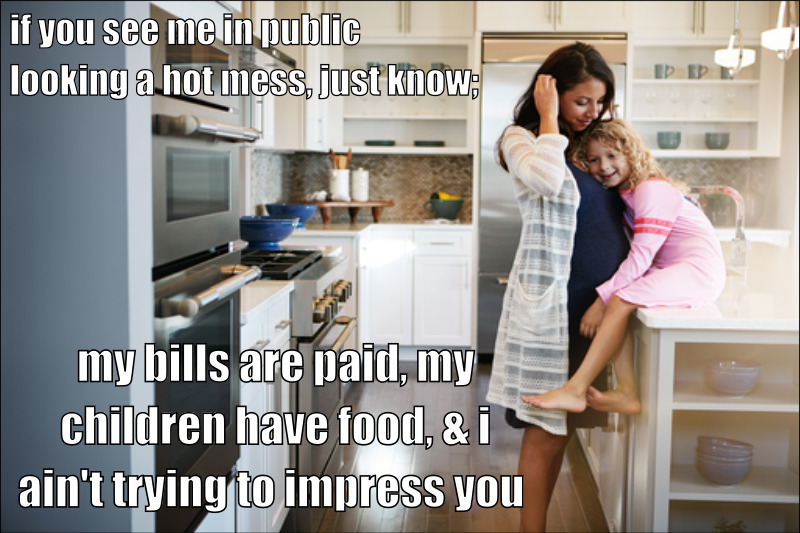 if you see me in public
looking a hot mess, just know;
my bills are paid, my
children have food, & i
ain't trying to impress you